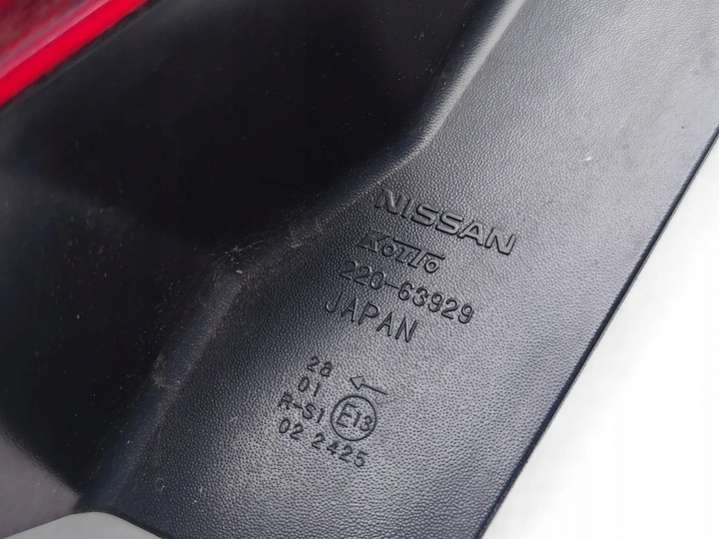 NISSAN
KOITO
220-63929
JAPAN
28
01 ←
R-S1 E13
02 2425